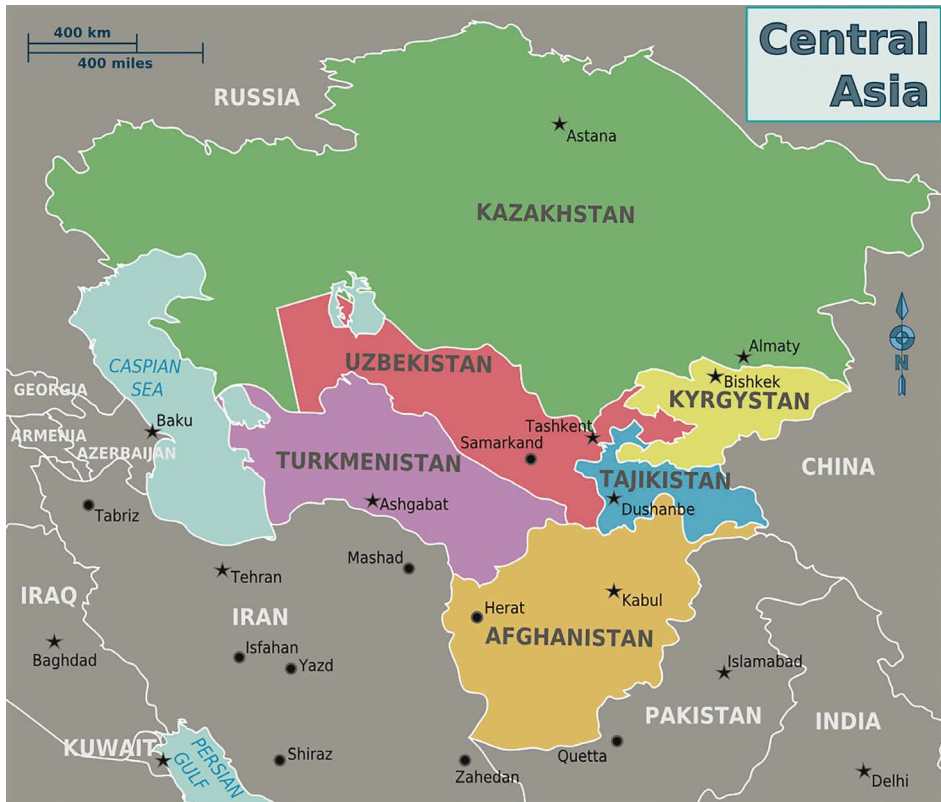 400 km
400 miles
Central
Asia
RUSSIA
Astana
KAZAKHSTAN
Almaty
UZBEKISTAN
CASPIAN
SEA
N
Bishkek
GEORGIA
KYRGYSTAN
Baku
Tashkent
ARMENIA
Samarkand
AZERBAIJAN
TURKMENISTAN
CHINA
TAJIKISTAN
Ashgabat
Dushanbe
Tabriz
Mashad
Tehran
IRAQ
Kabul
Herat
IRAN
AFGHANISTAN
Isfahan
Baghdad
Yazd
Islamabad
PAKISTAN
INDIA
KUWAIT
PERSIAN
GULF
Shiraz
Quetta
Zahedan
Delhi